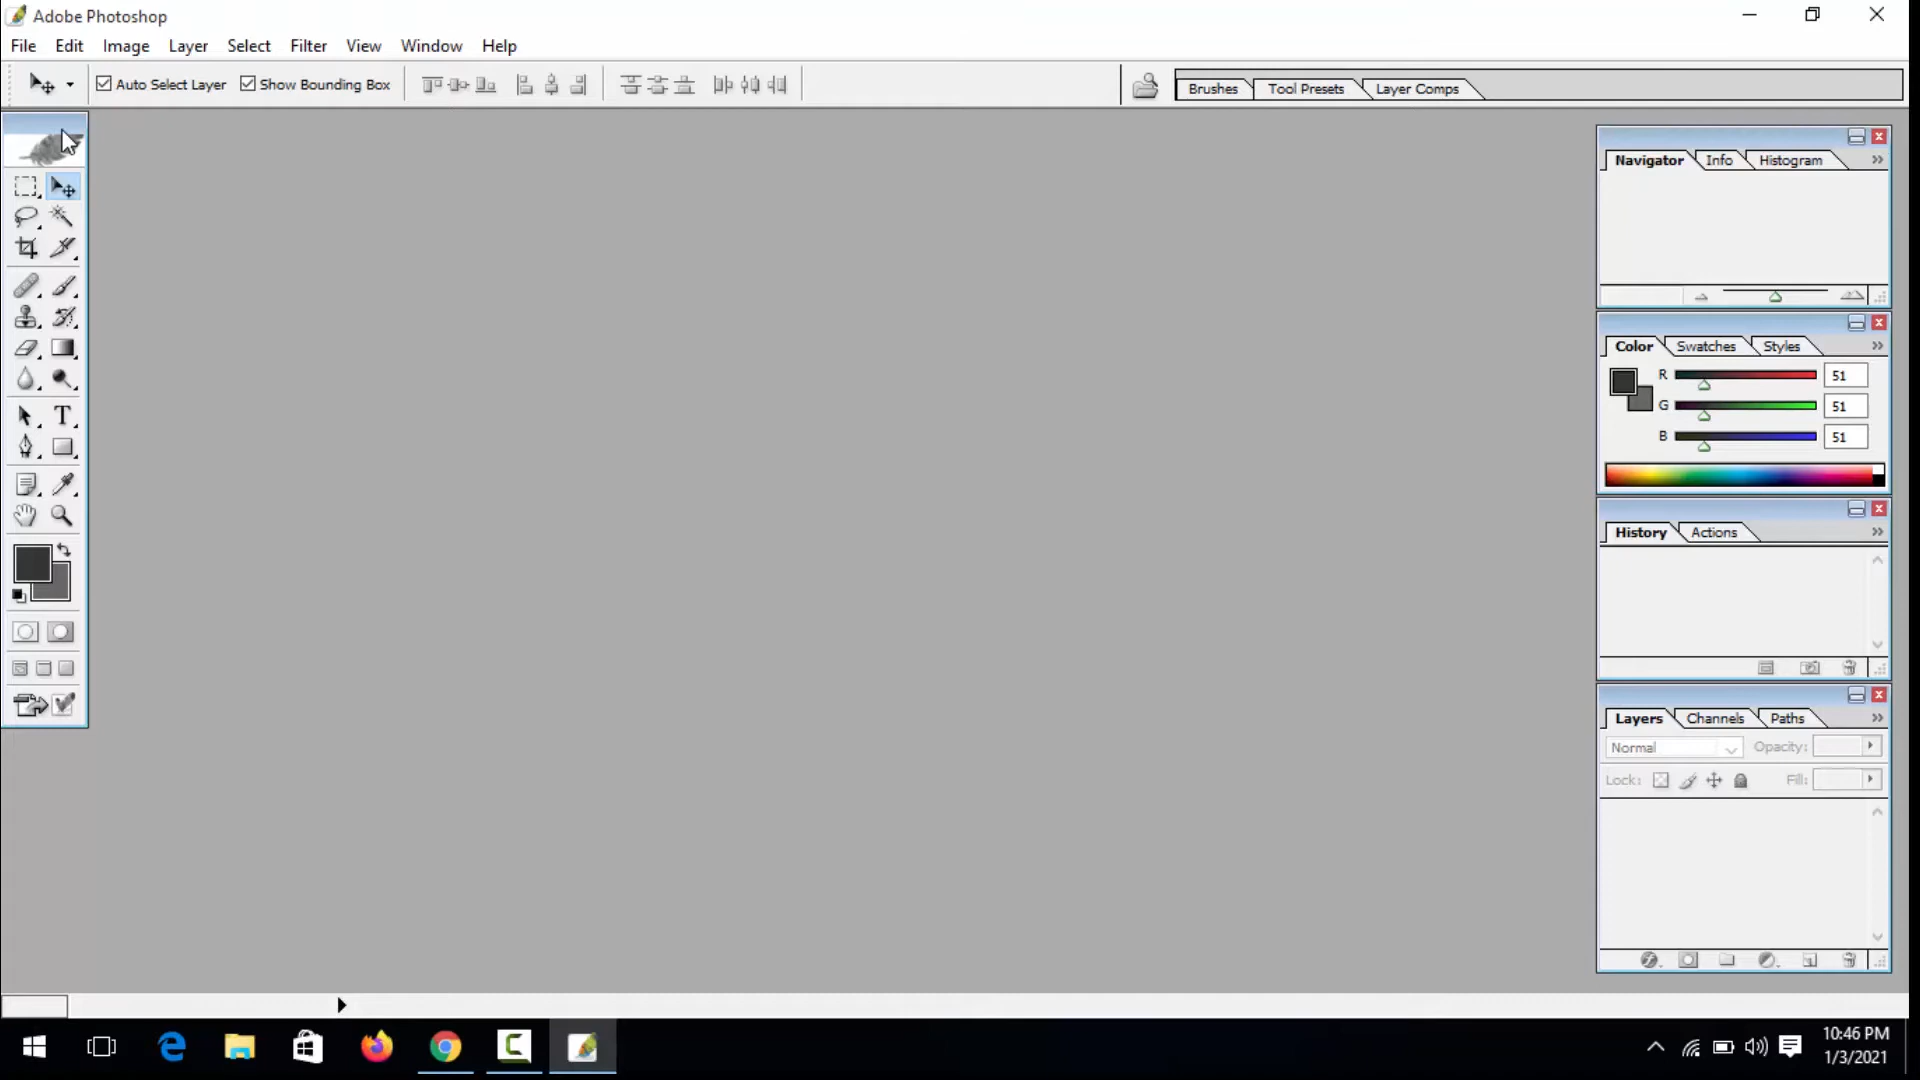 Adobe Photoshop
File Edit Image Layer Select Filter View Window Help
Auto Select Layer Show Bounding Box Brushes Tool Presets Layer Comps
Navigator Info Histogram
Color Swatches Styles
R 51
G 51
B 51
T
History Actions
Layers Channels Paths
Normal Opacity:
Lock: Fill:
10:46 PM
1/3/2021